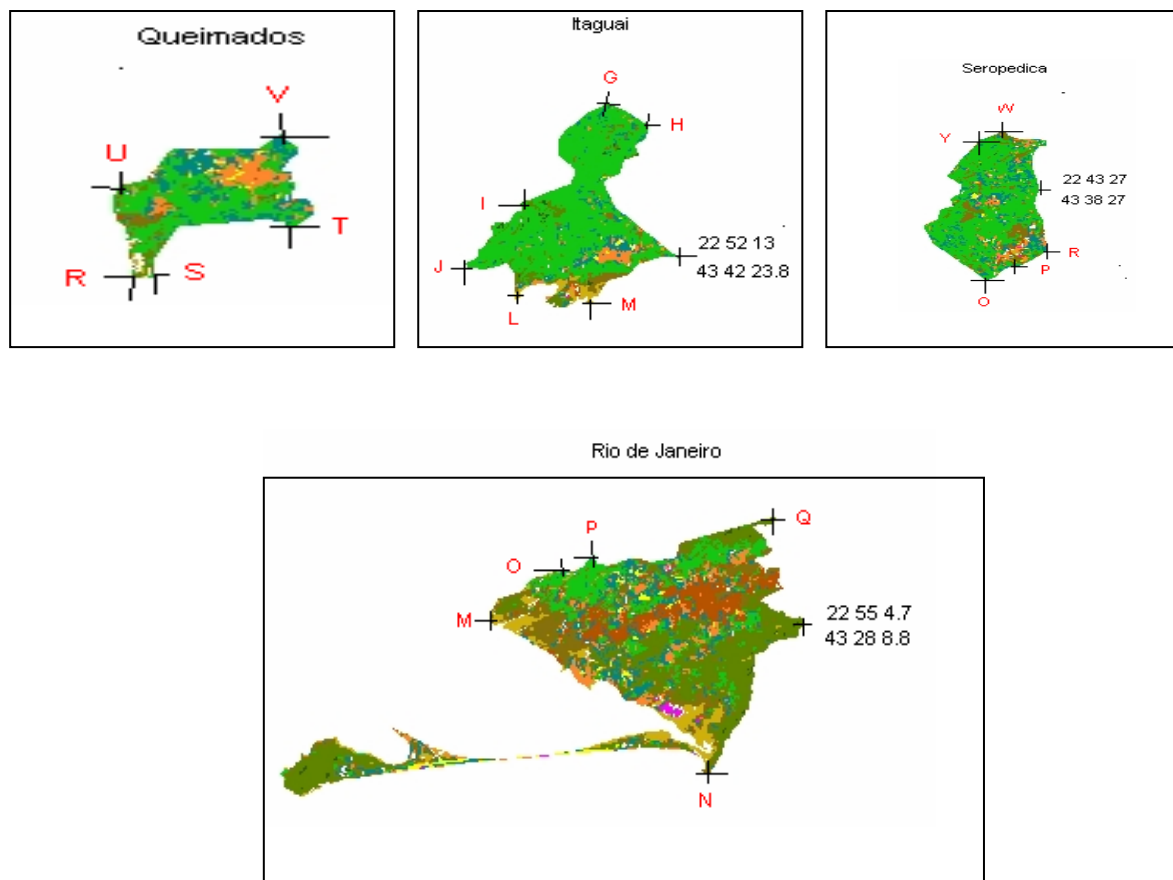 Queimados
V
U
T
R
S
Itaguai
G
H
I
22 52 13
J
43 42 23.8
L
M
Seropedica
W
Y
22 43 27
43 38 27
R
P
O
Rio de Janeiro
Q
P
O
22 55 4.7
M
43 28 8.8
N